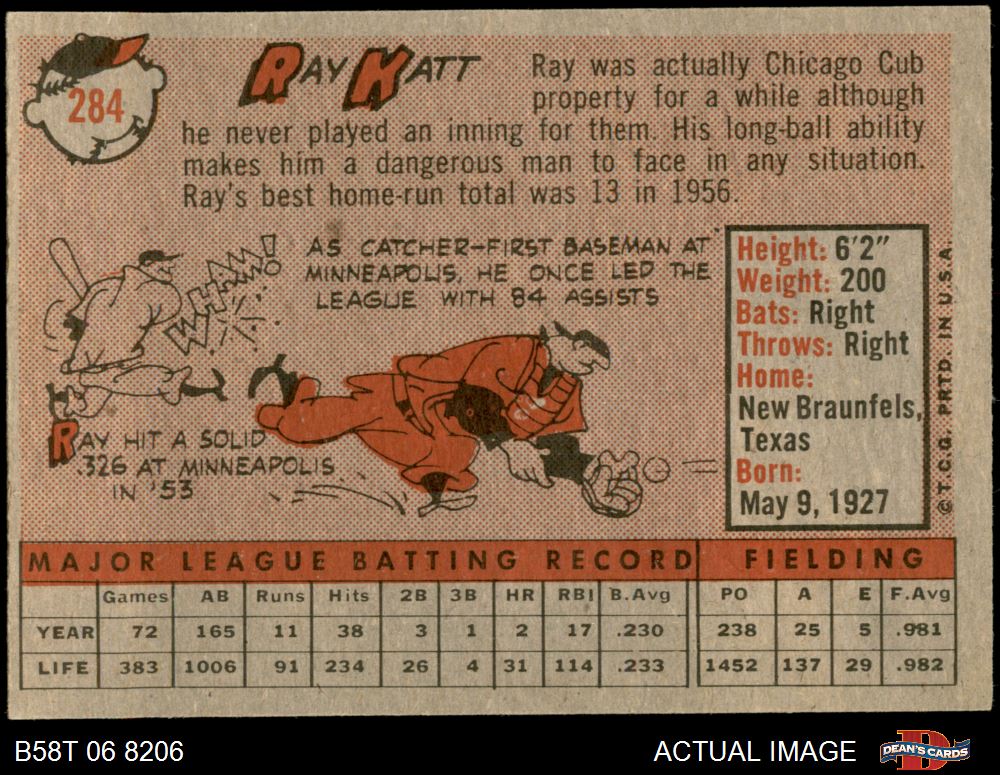 284
RAY KATT
Ray was actually Chicago Cub
property for a while although
he never played an inning for them. His long-ball ability
makes him a dangerous man to face in any situation.
Ray's best home-run total was 13 in 1956.
WHAM!
AS CATCHER-FIRST BASEMAN AT
MINNEAPOLIS, HE ONCE LED THE
LEAGUE WITH 84 ASSISTS
RAY HIT A SOLID
.326 AT MINNEAPOLIS
IN '53
Height: 6'2"
Weight: 200
Bats: Right
Throws: Right
Home:
New Braunfels,
Texas
Born:
May 9, 1927
© T.C.G. PRTD. IN U.S.A.
MAJOR LEAGUE BATTING RECORD FIELDING
Games AB Runs Hits 2B 3B HR RBI B.Avg PO A E F.Avg
YEAR 72 165 11 38 3 1 2 17 .230 238 25 5 .981
LIFE 383 1006 91 234 26 4 31 114 .233 1452 137 29 .982
B58T 06 8206
ACTUAL IMAGE
DEAN'S CARDS